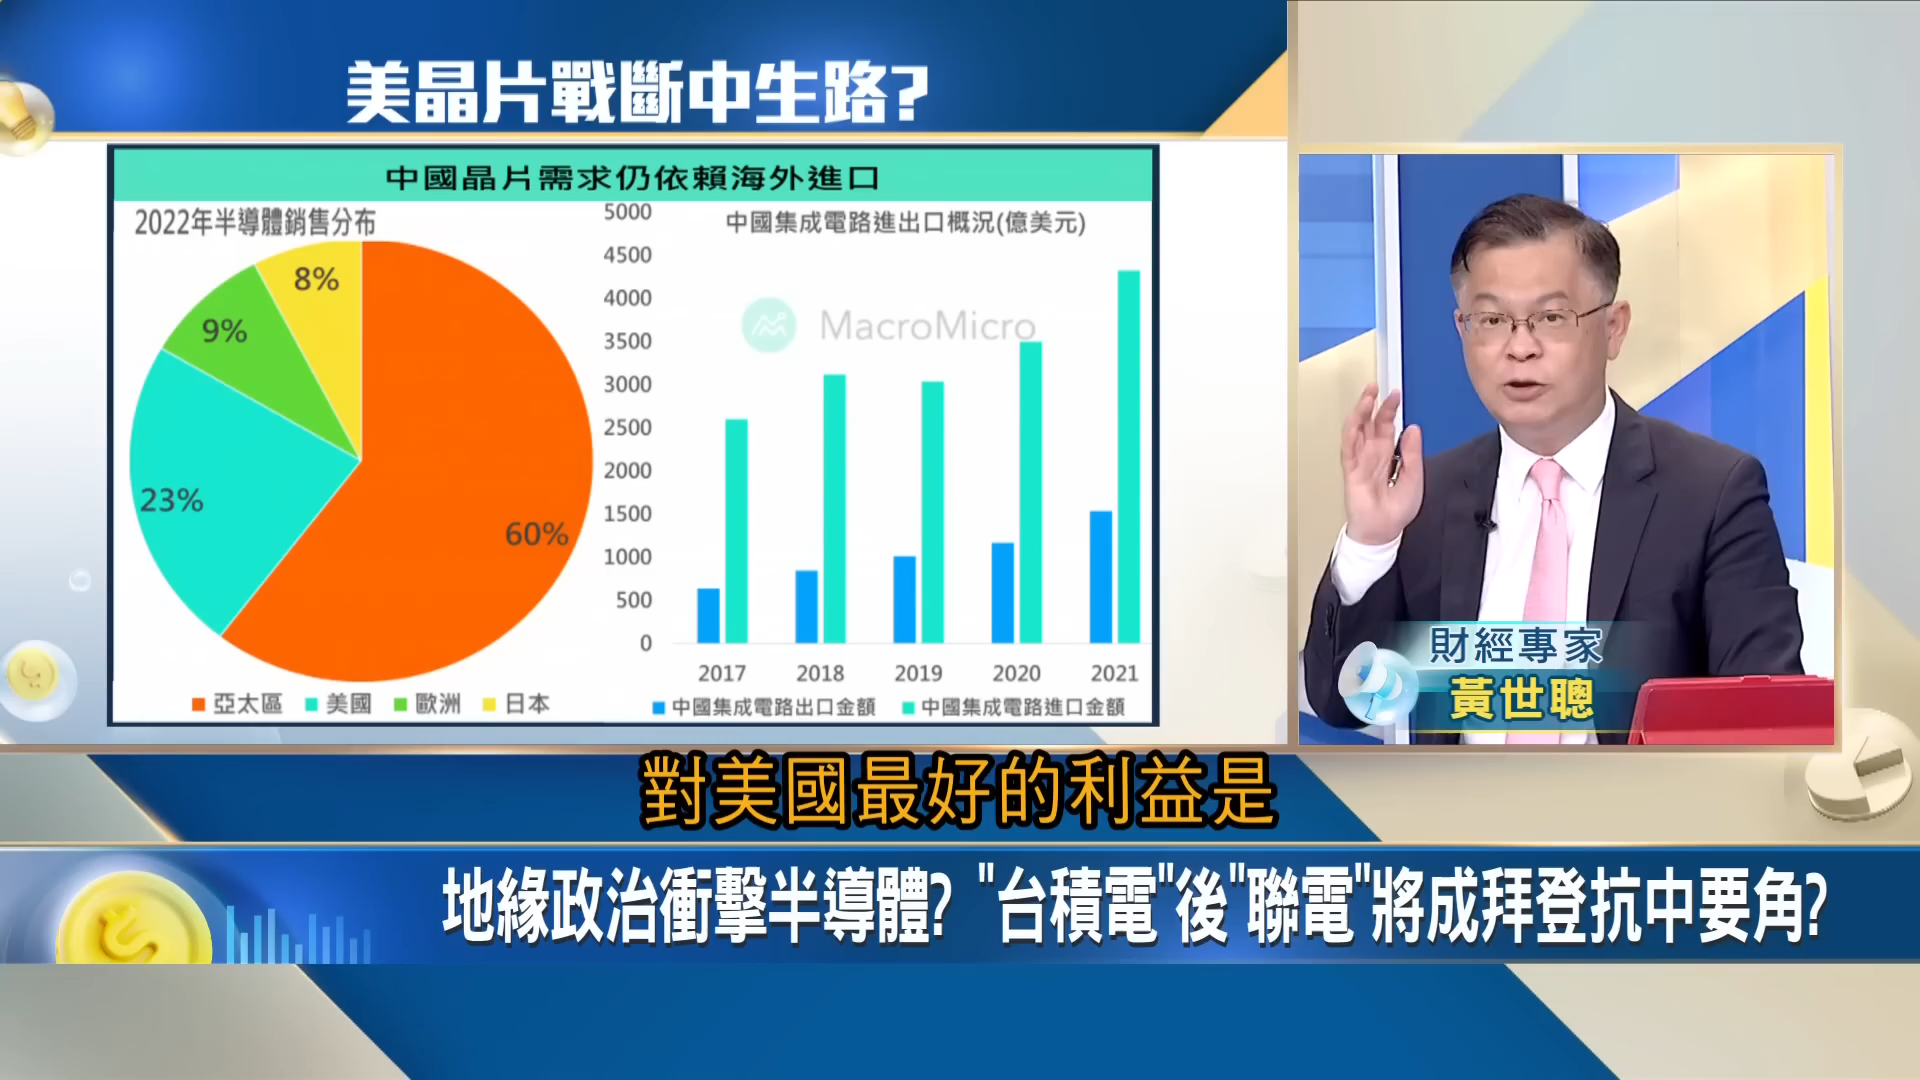 美晶片戰斷中生路?
中國晶片需求仍依賴海外進口
2022年半導體銷售分布
8%
9%
23%
60%
亞太區 美國 歐洲 日本
中國集成電路進出口概況(億美元)
MacroMicro
5000
4500
4000
3500
3000
2500
2000
1500
1000
500
0
2017 2018 2019 2020 2021
中國集成電路出口金額 中國集成電路進口金額
財經專家
黃世聰
對美國最好的利益是
地緣政治衝擊半導體? "台積電"後"聯電"將成拜登抗中要角?